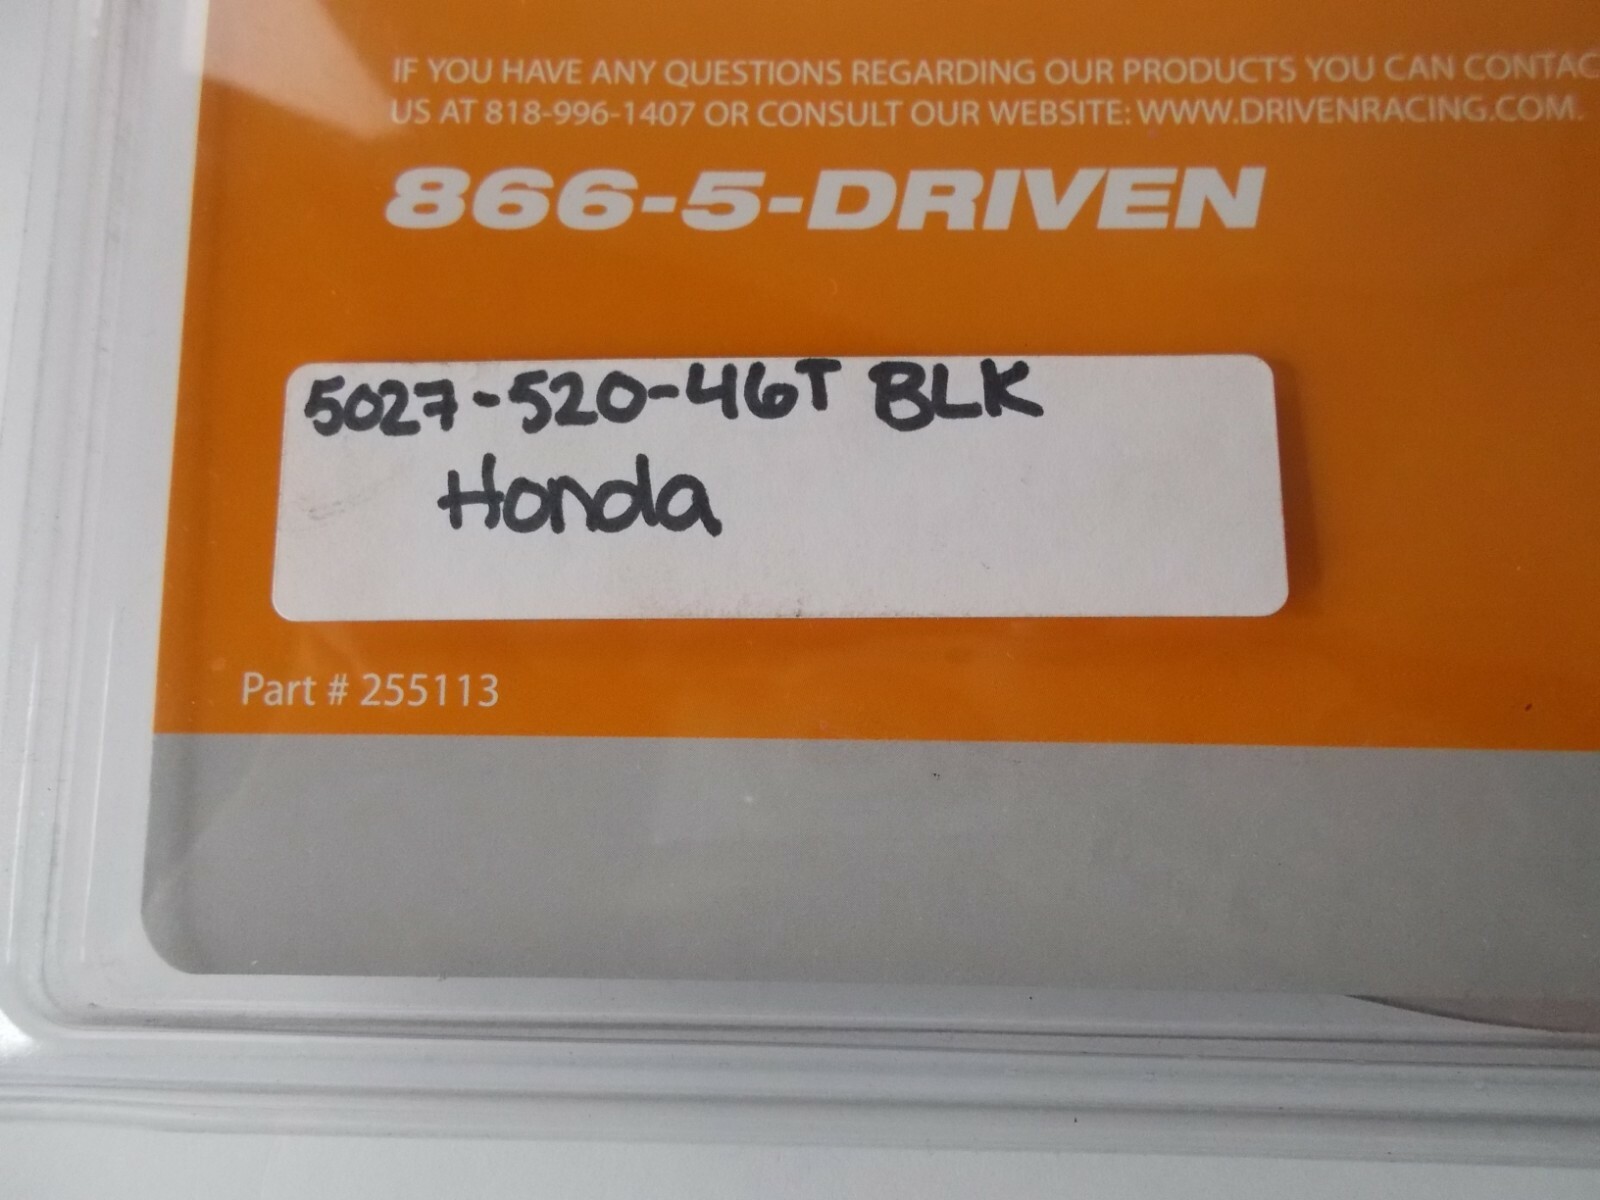 IF YOU HAVE ANY QUESTIONS REGARDING OUR PRODUCTS YOU CAN CONTAC
US AT 818-996-1407 OR CONSULT OUR WEBSITE: WWW.DRIVENRACING.COM.
866-5-DRIVEN
5027-520-46T BLK
Honda
Part # 255113